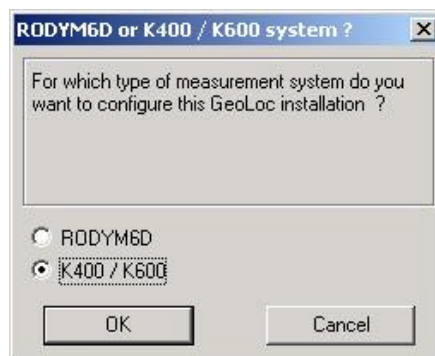 RODYM6D or K400 / K600 system ?
For which type of measurement system do you
want to configure this GeoLoc installation  ?
RODYM6D
K400 / K600
OK
Cancel